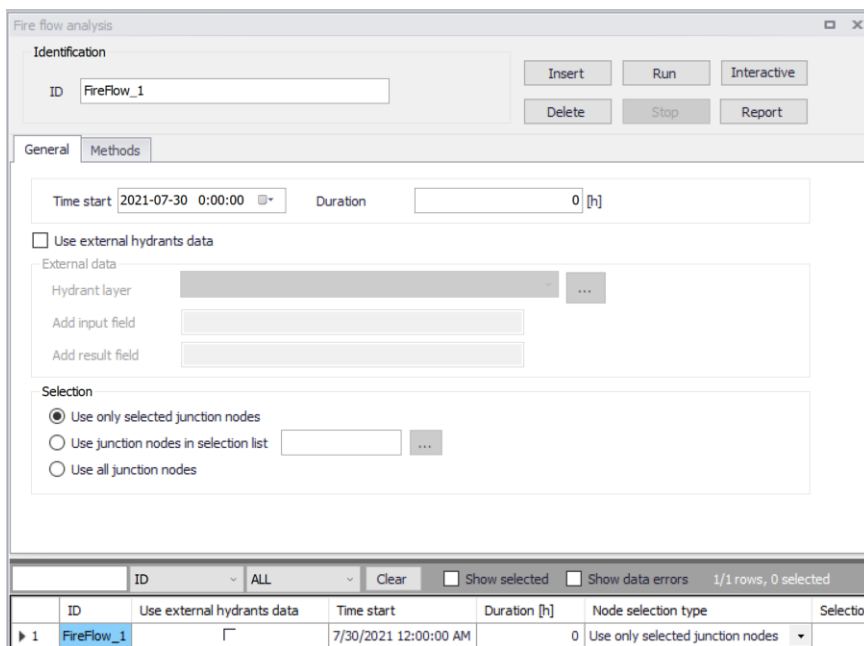 Fire flow analysis
Identification
ID FireFlow_1
Insert Run Interactive
Delete Stop Report
General Methods
Time start 2021-07-30 0:00:00 Duration 0 [h]
Use external hydrants data
External data
Hydrant layer ...
Add input field
Add result field
Selection
Use only selected junction nodes
Use junction nodes in selection list ...
Use all junction nodes
ID ALL Clear Show selected Show data errors 1/1 rows, 0 selected
ID Use external hydrants data Time start Duration [h] Node selection type Selectio
1 FireFlow_1 7/30/2021 12:00:00 AM 0 Use only selected junction nodes